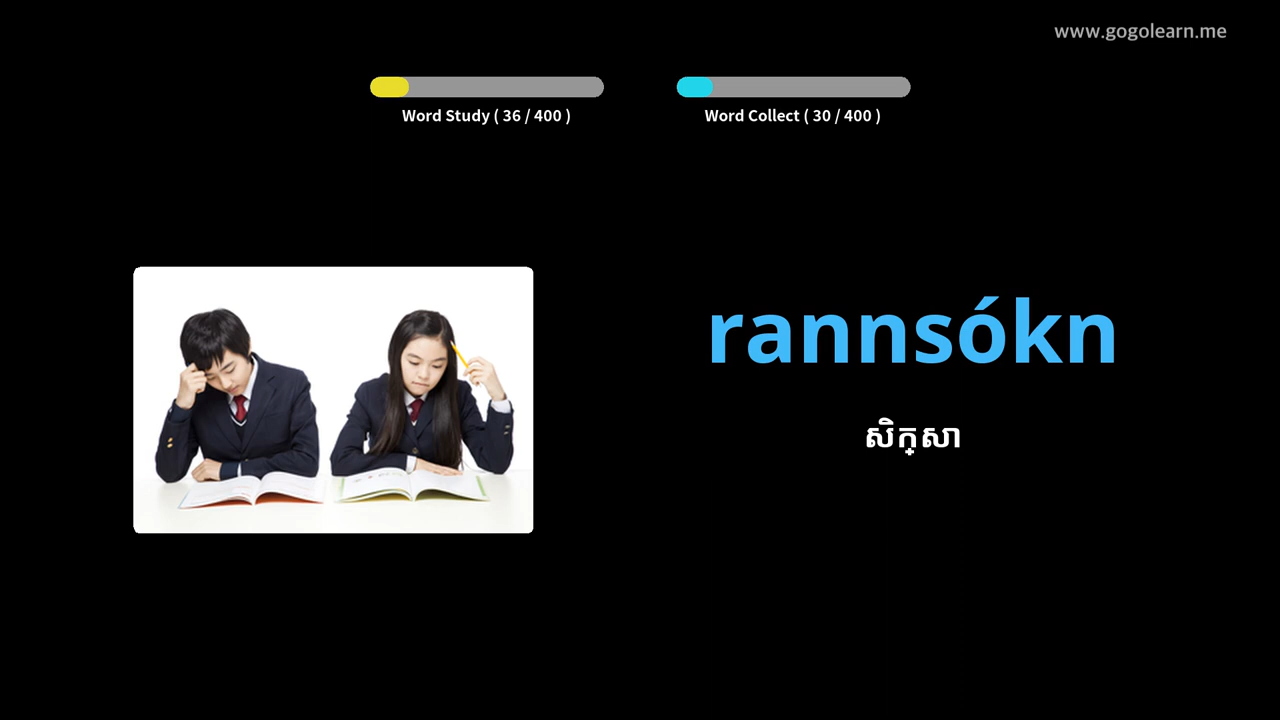 www.gogolearn.me
Word Study ( 36 / 400 )
Word Collect ( 30 / 400 )
rannsókn
សិក្សា